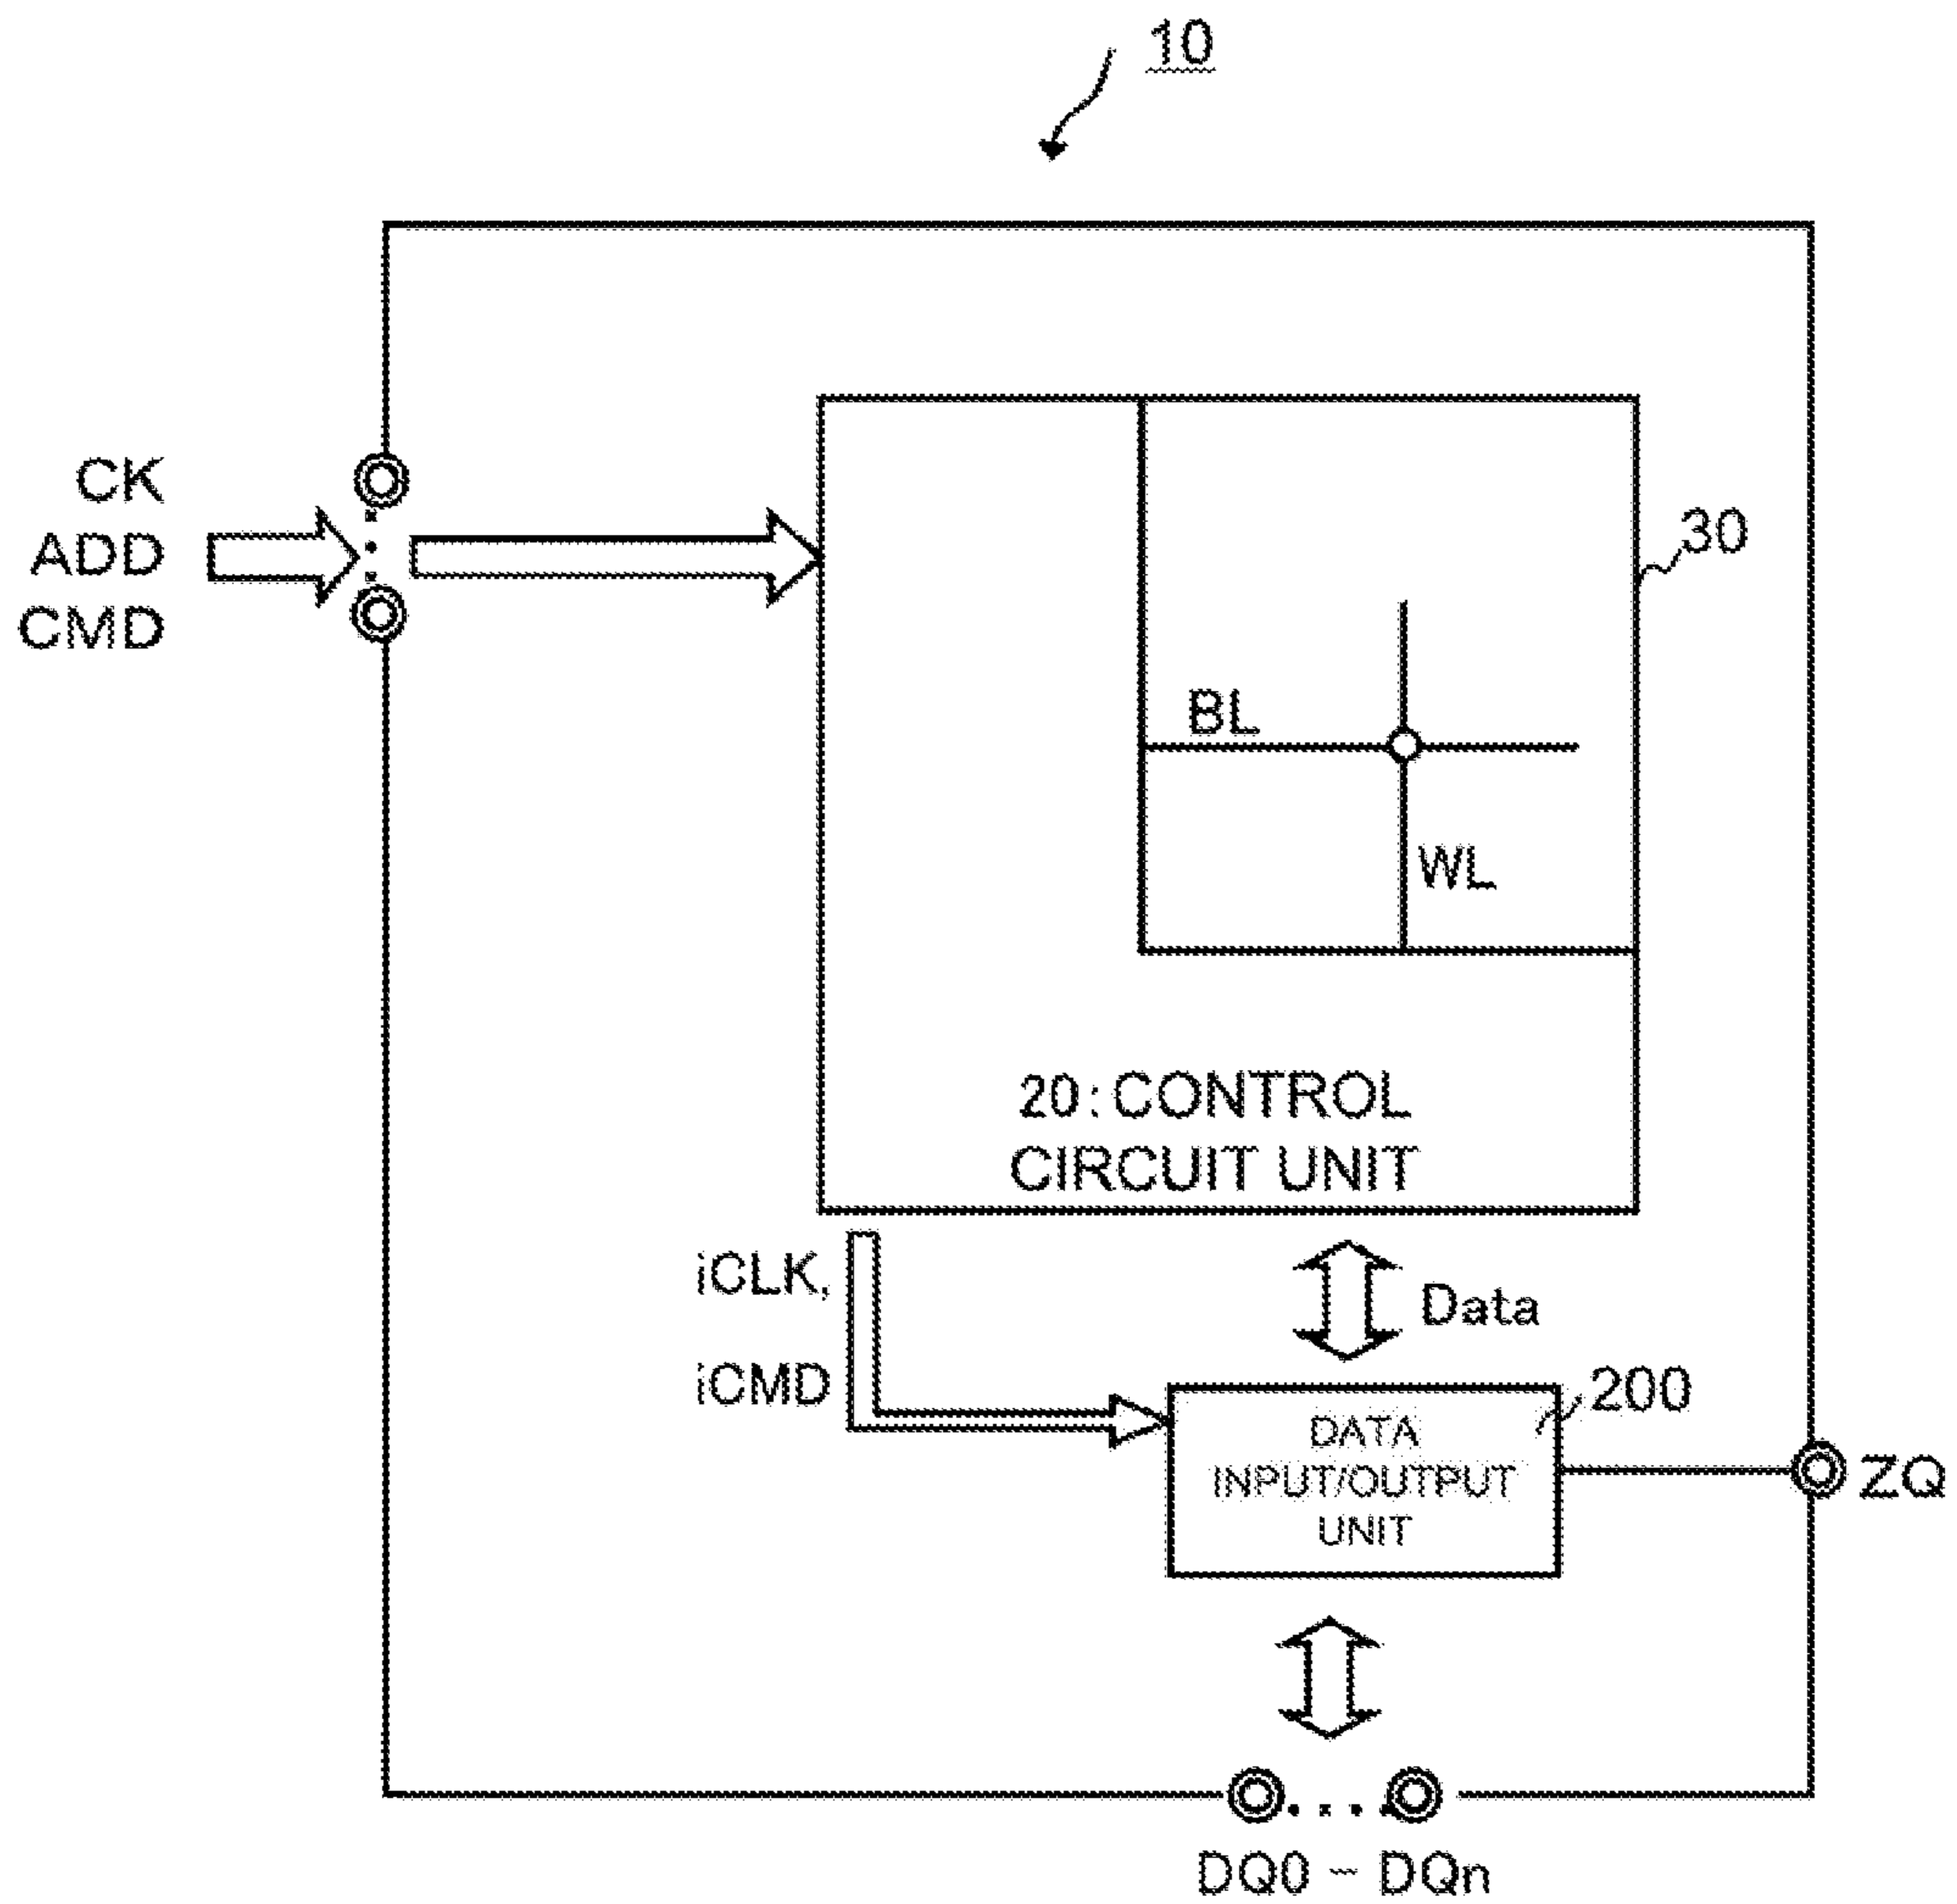 10
CK
ADD
CMD
30
BL
WL
20:CONTROL
CIRCUIT UNIT
iCLK,
iCMD
Data
200
DATA
INPUT/OUTPUT
UNIT
ZQ
DQ0 ~ DQn